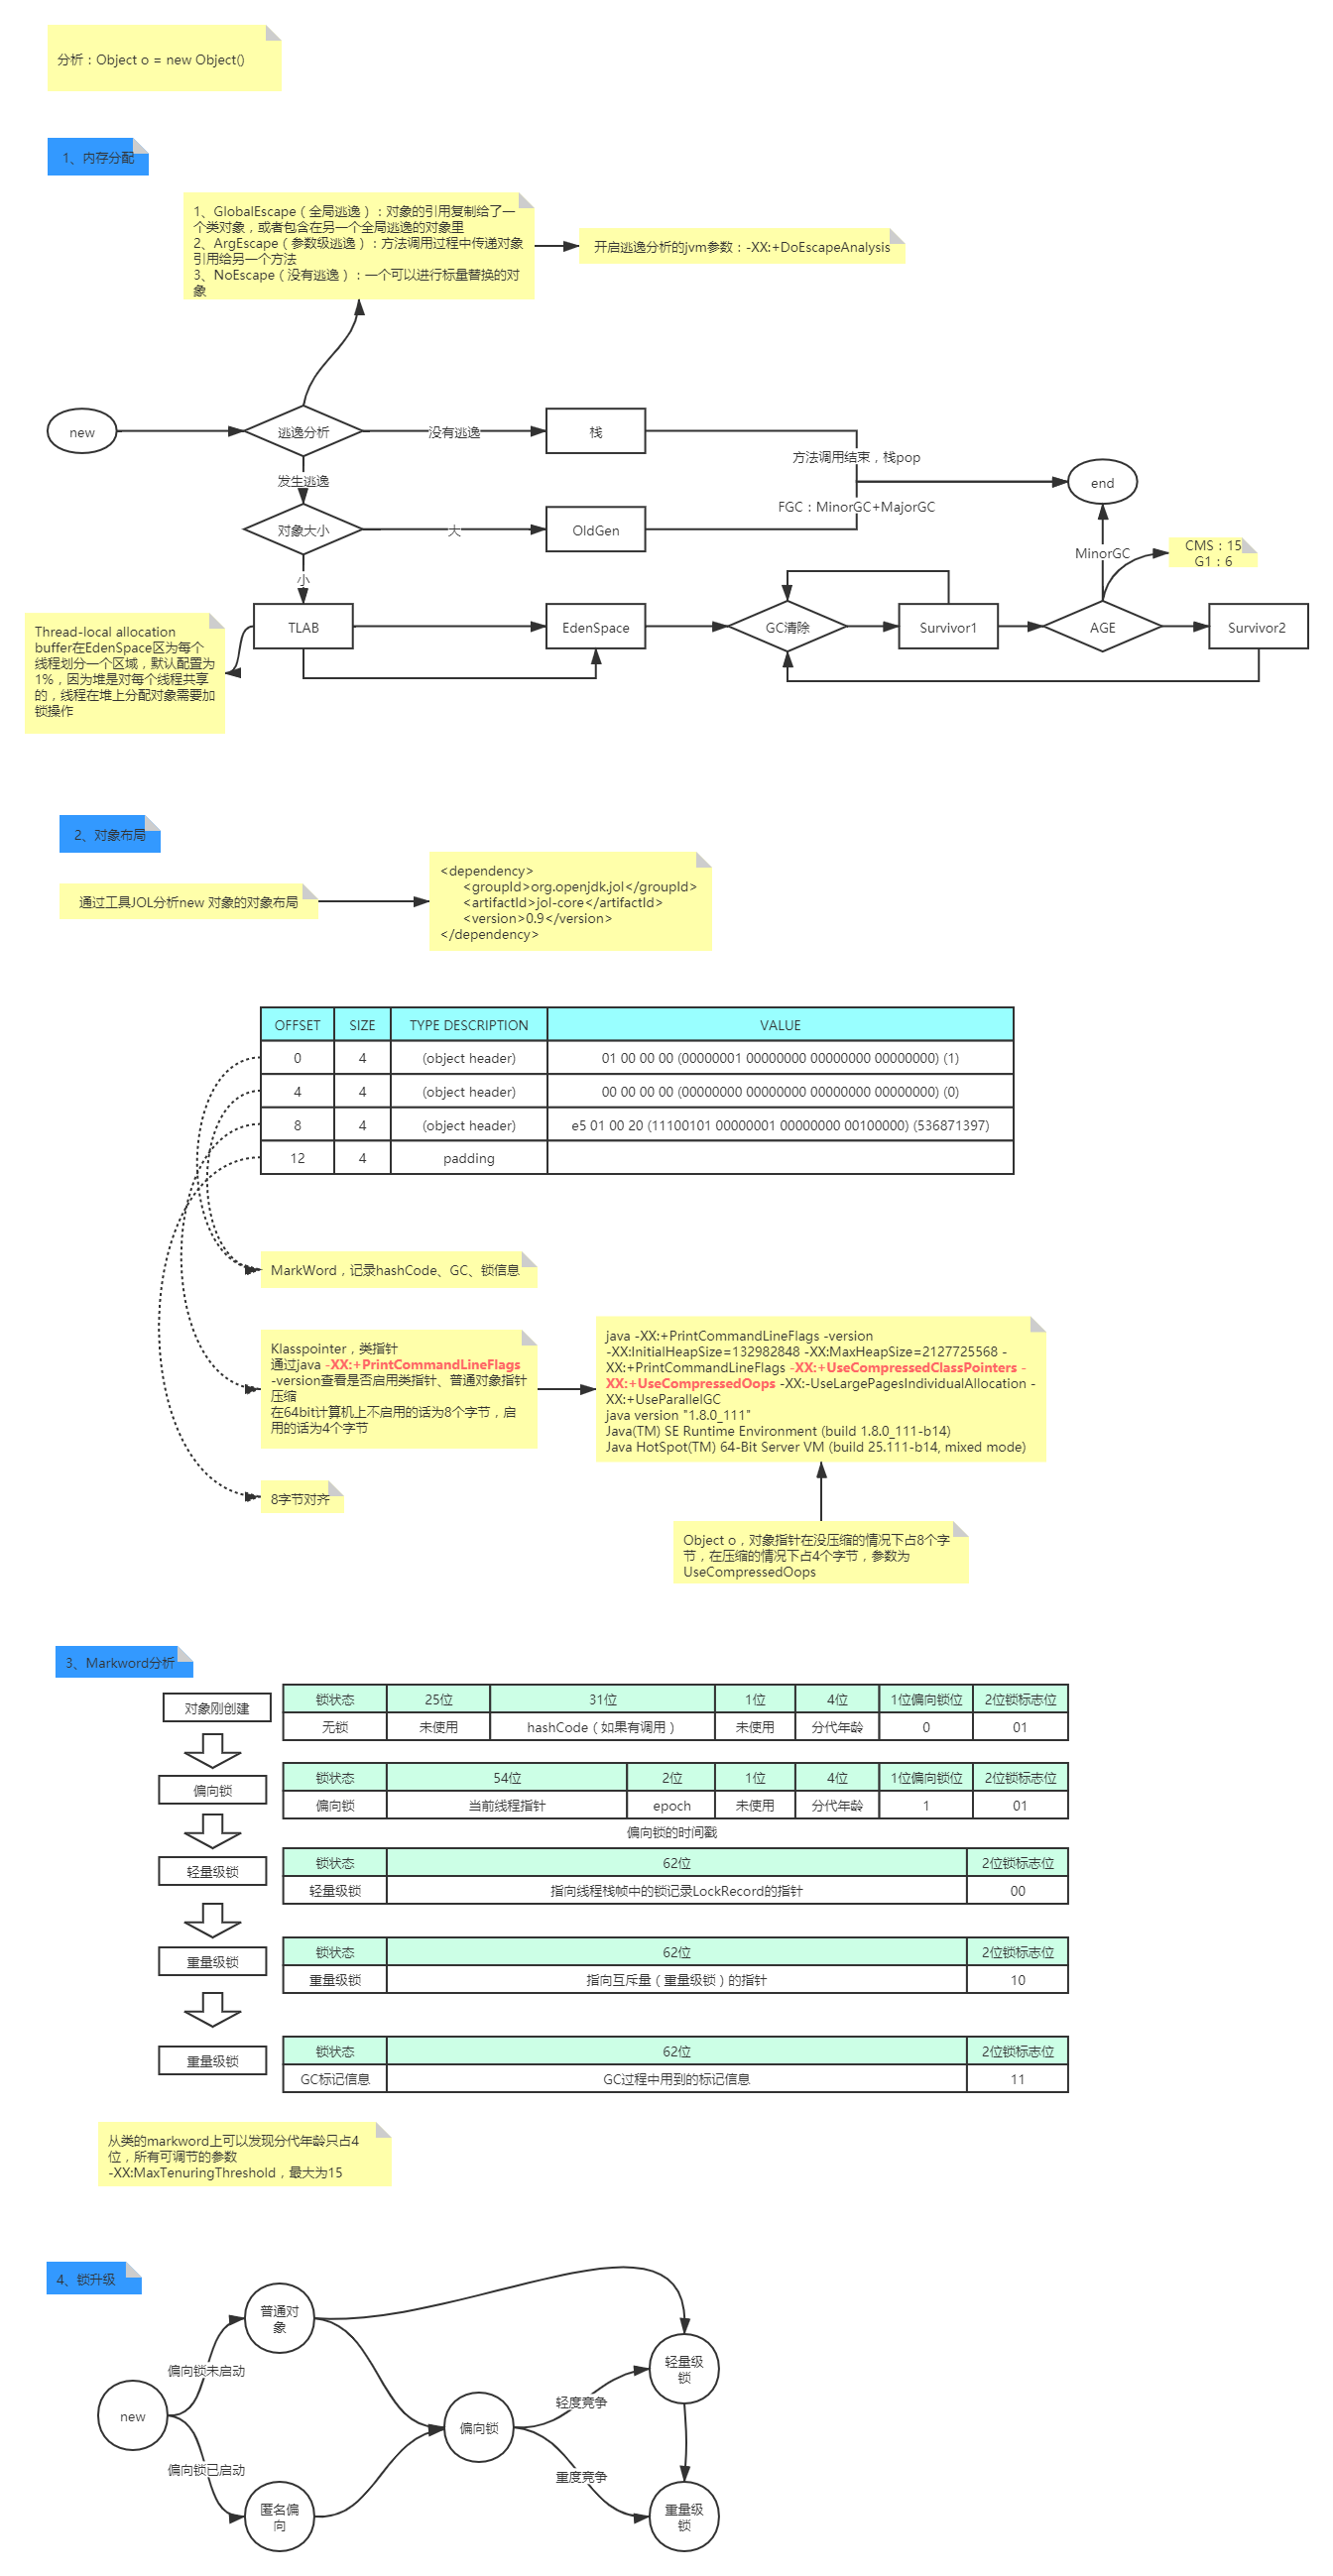 分析：Object o = new Object()
1、内存分配
1、GlobalEscape（全局逃逸）：对象的引用复制给了一
个类对象，或者包含在另一个全局逃逸的对象里
2、ArgEscape（参数级逃逸）：方法调用过程中传递对象
引用给另一个方法
3、NoEscape（没有逃逸）：一个可以进行标量替换的对
象
开启逃逸分析的jvm参数：-XX:+DoEscapeAnalysis
new
逃逸分析
没有逃逸
栈
方法调用结束，栈pop
end
发生逃逸
对象大小
大
OldGen
FGC：MinorGC+MajorGC
MinorGC
CMS：15
G1：6
小
TLAB
EdenSpace
GC清除
Survivor1
AGE
Survivor2
Thread-local allocation
buffer在EdenSpace区为每个
线程划分一个区域，默认配置为
1%，因为堆是对每个线程共享
的，线程在堆上分配对象需要加
锁操作
2、对象布局
通过工具JOL分析new 对象的对象布局
<dependency>
<groupId>org.openjdk.jol</groupId>
<artifactId>jol-core</artifactId>
<version>0.9</version>
</dependency>
OFFSET SIZE TYPE DESCRIPTION VALUE
0 4 (object header) 01 00 00 00 (00000001 00000000 00000000 00000000) (1)
4 4 (object header) 00 00 00 00 (00000000 00000000 00000000 00000000) (0)
8 4 (object header) e5 01 00 20 (11100101 00000001 00000000 00100000) (536871397)
12 4 padding
MarkWord，记录hashCode、GC、锁信息
Klasspointer，类指针
通过java -XX:+PrintCommandLineFlags
-version查看是否启用类指针、普通对象指针
压缩
在64bit计算机上不启用的话为8个字节，启
用的话为4个字节
java -XX:+PrintCommandLineFlags -version
-XX:InitialHeapSize=132982848 -XX:MaxHeapSize=2127725568 -
XX:+PrintCommandLineFlags -XX:+UseCompressedClassPointers -
XX:+UseCompressedOops -XX:-UseLargePagesIndividualAllocation -
XX:+UseParallelGC
java version "1.8.0_111"
Java(TM) SE Runtime Environment (build 1.8.0_111-b14)
Java HotSpot(TM) 64-Bit Server VM (build 25.111-b14, mixed mode)
8字节对齐
Object o，对象指针在没压缩的情况下占8个字
节，在压缩的情况下占4个字节，参数为
UseCompressedOops
3、Markword分析
对象刚创建
锁状态 25位 31位 1位 4位 1位偏向锁位 2位锁标志位
无锁 未使用 hashCode（如果有调用） 未使用 分代年龄 0 01
偏向锁
锁状态 54位 2位 1位 4位 1位偏向锁位 2位锁标志位
偏向锁 当前线程指针 epoch 未使用 分代年龄 1 01
偏向锁的时间戳
轻量级锁
锁状态 62位 2位锁标志位
轻量级锁 指向线程栈帧中的锁记录LockRecord的指针 00
重量级锁
锁状态 62位 2位锁标志位
重量级锁 指向互斥量（重量级锁）的指针 10
重量级锁
锁状态 62位 2位锁标志位
GC标记信息 GC过程中用到的标记信息 11
从类的markword上可以发现分代年龄只占4
位，所有可调节的参数
-XX:MaxTenuringThreshold，最大为15
4、锁升级
普通对
象
轻量级
锁
偏向锁未启动
轻度竞争
new
偏向锁
偏向锁已启动
重度竞争
匿名偏
向
重量级
锁